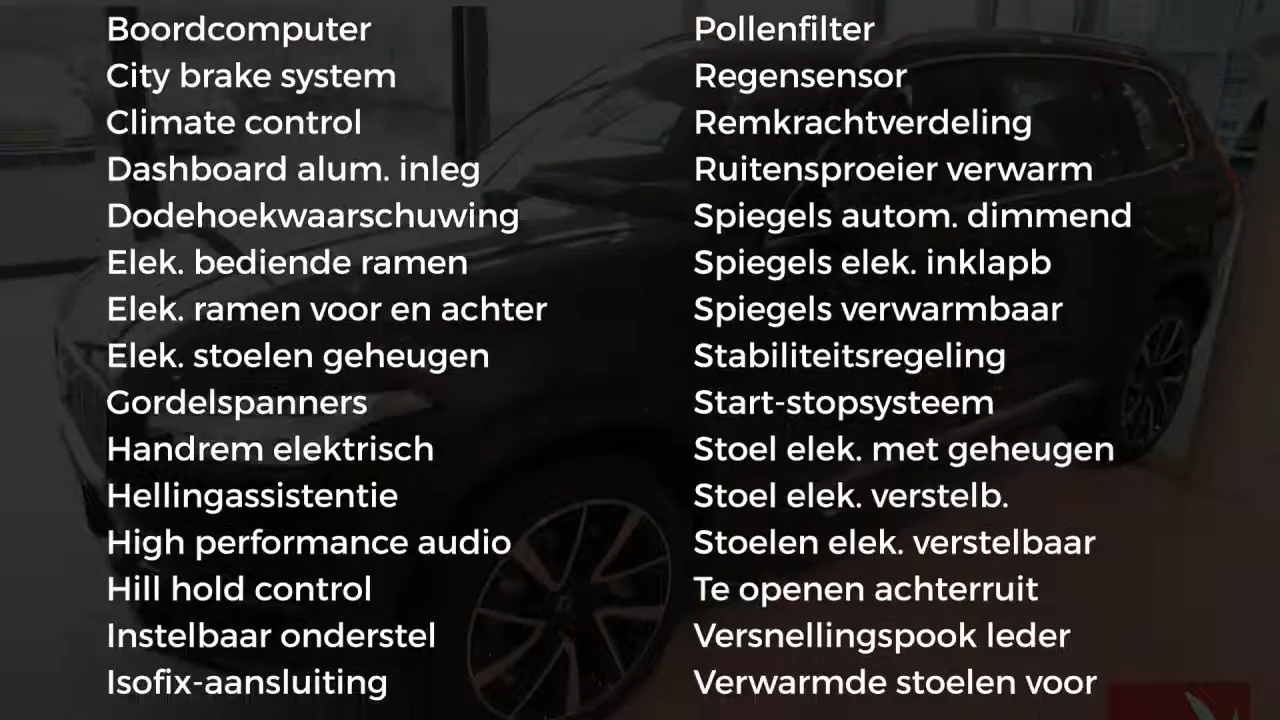 Boordcomputer
City brake system
Climate control
Dashboard alum. inleg
Dodehoekwaarschuwing
Elek. bediende ramen
Elek. ramen voor en achter
Elek. stoelen geheugen
Gordelspanners
Handrem elektrisch
Hellingassistentie
High performance audio
Hill hold control
Instelbaar onderstel
Isofix-aansluiting
Pollenfilter
Regensensor
Remkrachtverdeling
Ruitensproeier verwarm
Spiegels autom. dimmend
Spiegels elek. inklapb
Spiegels verwarmbaar
Stabiliteitsregeling
Start-stopsysteem
Stoel elek. met geheugen
Stoel elek. verstelb.
Stoelen elek. verstelbaar
Te openen achterruit
Versnellingspook leder
Verwarmde stoelen voor